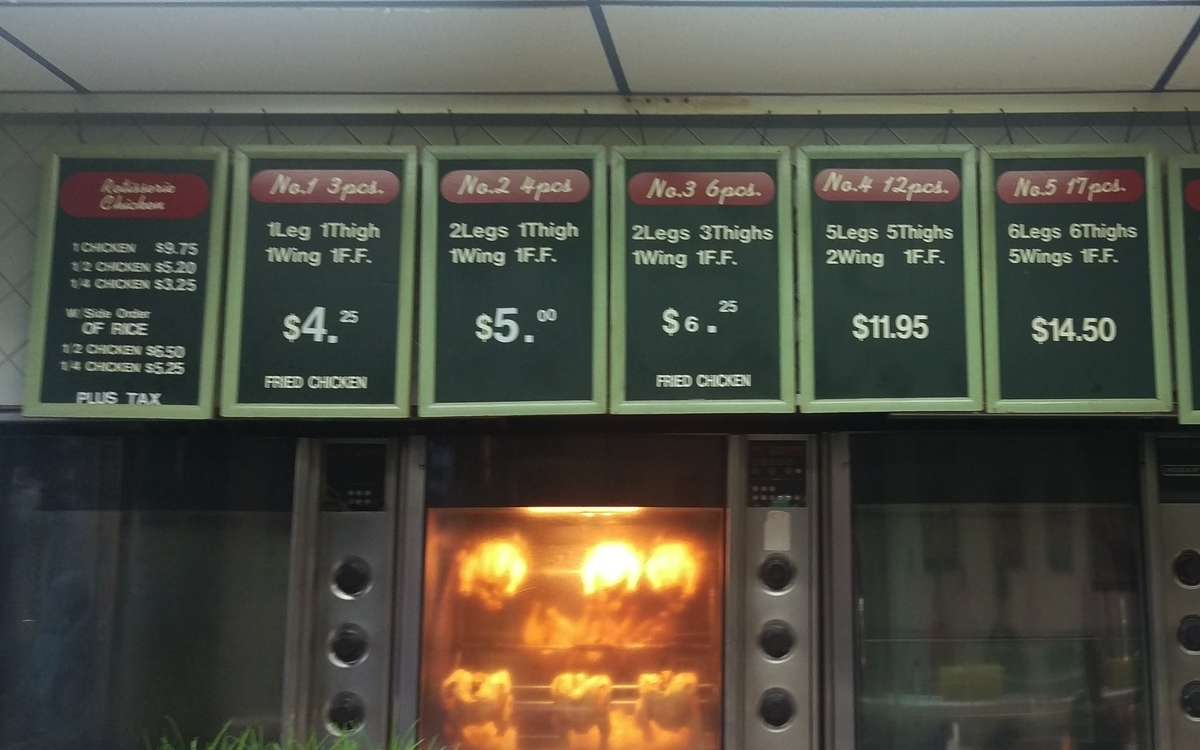 Rotisserie
Chicken
1 CHICKEN $9.75
1/2 CHICKEN $5.20
1/4 CHICKEN $3.25
W/ Side Order
OF RICE
1/2 CHICKEN $6.50
1/4 CHICKEN $5.25
PLUS TAX
No.1 3pcs.
1Leg 1Thigh
1Wing 1F.F.
$4.25
FRIED CHICKEN
No.2 4pcs
2Legs 1Thigh
1Wing 1F.F.
$5.00
No.3 6pcs.
2Legs 3Thighs
1Wing 1F.F.
$6.25
FRIED CHICKEN
No.4 12pcs.
5Legs 5Thighs
2Wing 1F.F.
$11.95
No.5 17pcs.
6Legs 6Thighs
5Wings 1F.F.
$14.50